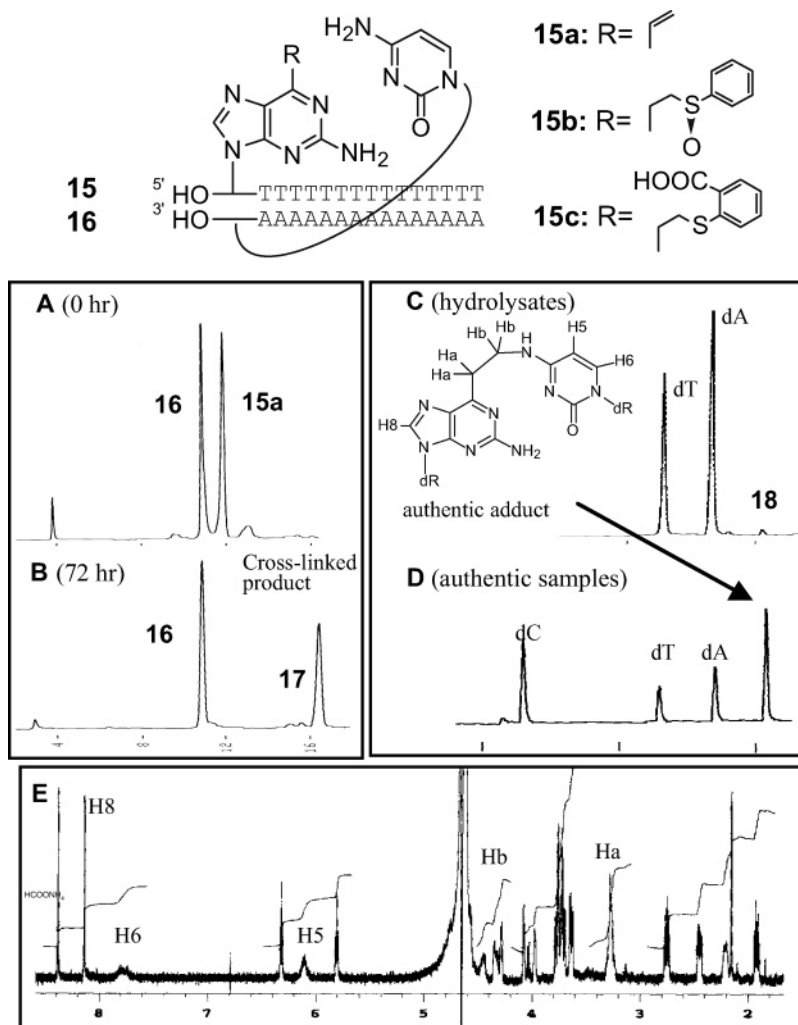 R
H₂N
N
N
O
N
N
N
N
NH₂
15a: R=
15b: R=
S
O
HOOC
15c: R=
S
15 5' HO TTTTTTTTTTTTTTT
16 3' HO AAAAAAAAAAAAAAA
A (0 hr)
16
15a
B (72 hr)
Cross-linked
product
16
17
4 8 12 16
C (hydrolysates)
Hb Hb H H5
Ha N
Ha
H6
N
N
dR
O
H8
N
N
N
N
NH₂
dR
authentic adduct
dT
dA
18
D (authentic samples)
dC
dT
dA
E
H8
HCOONH₄
H6
H5
Hb
Ha
8 7 6 5 4 3 2